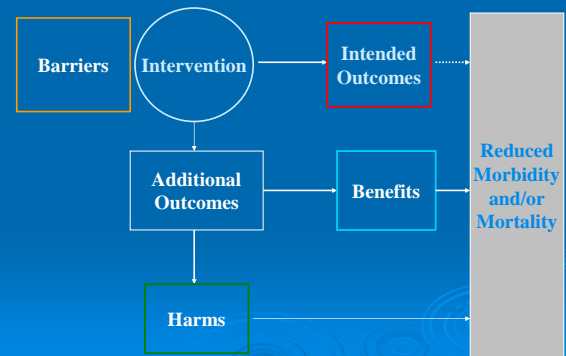 Barriers
Intervention
Intended
Outcomes
Additional
Outcomes
Benefits
Reduced
Morbidity
and/or
Mortality
Harms